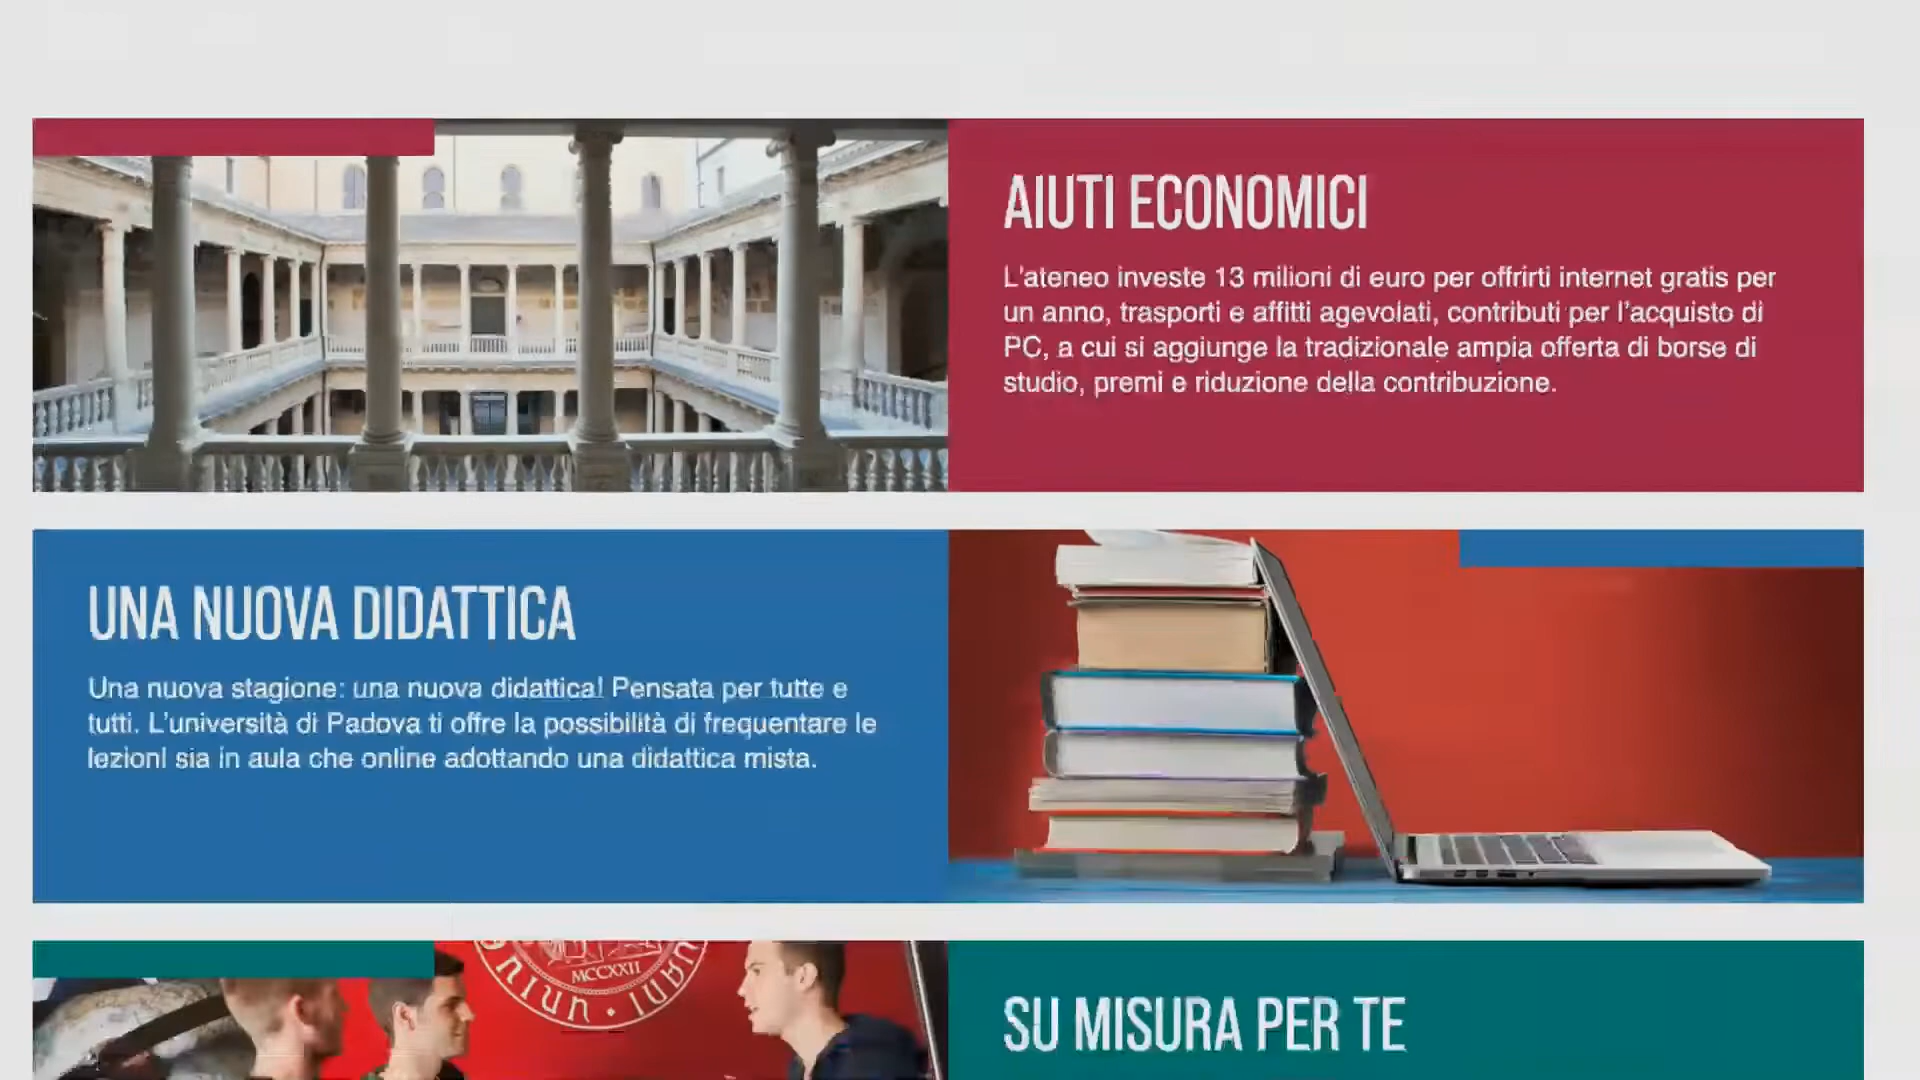 AIUTI ECONOMICI
L'ateneo investe 13 milioni di euro per offrirti internet gratis per
un anno, trasporti e affitti agevolati, contributi per l'acquisto di
PC, a cui si aggiunge la tradizionale ampia offerta di borse di
studio, premi e riduzione della contribuzione.
UNA NUOVA DIDATTICA
Una nuova stagione: una nuova didattica! Pensata per tutte e
tutti. L'università di Padova ti offre la possibilità di frequentare le
lezioni sia in aula che online adottando una didattica mista.
MCCXXII
SU MISURA PER TE